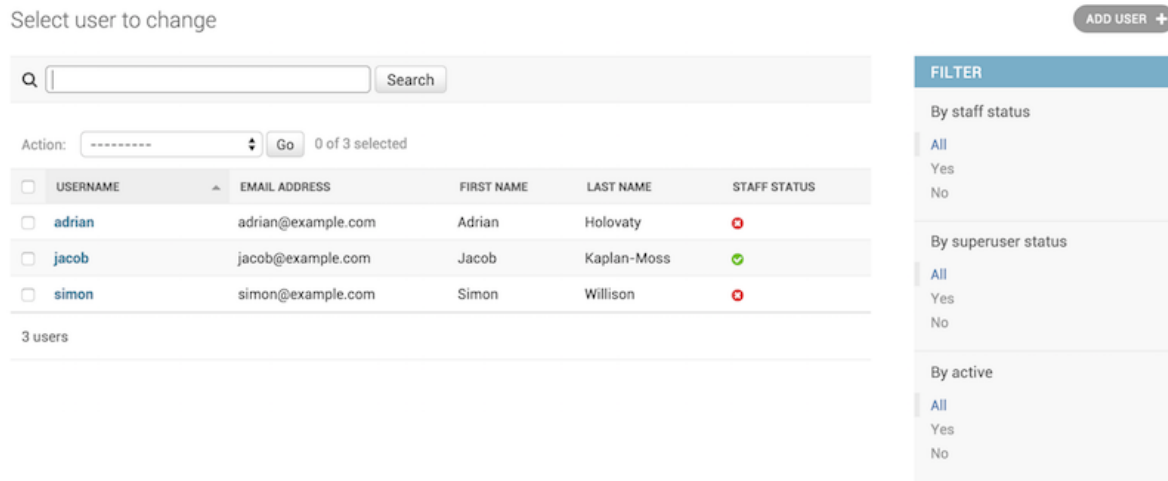 Select user to change
ADD USER +
Search
Action: --------- Go 0 of 3 selected
USERNAME EMAIL ADDRESS FIRST NAME LAST NAME STAFF STATUS
adrian adrian@example.com Adrian Holovaty
jacob jacob@example.com Jacob Kaplan-Moss
simon simon@example.com Simon Willison
3 users
FILTER
By staff status
All
Yes
No
By superuser status
All
Yes
No
By active
All
Yes
No